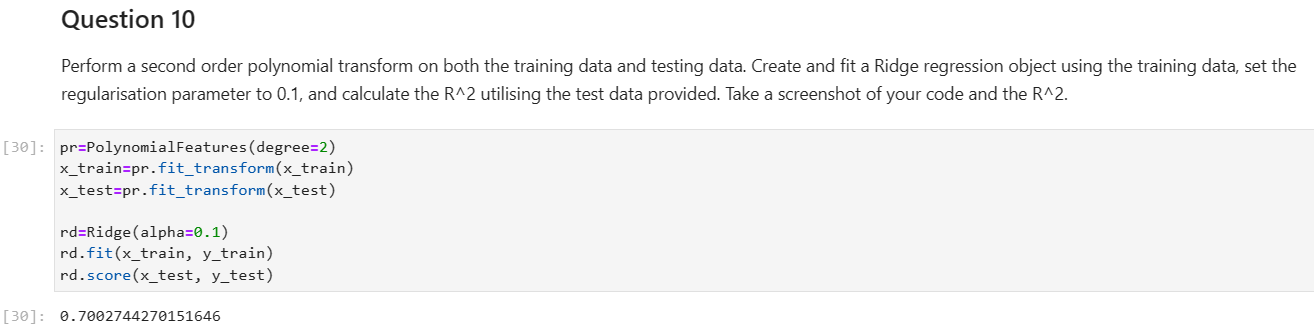 Question 10
Perform a second order polynomial transform on both the training data and testing data. Create and fit a Ridge regression object using the training data, set the
regularisation parameter to 0.1, and calculate the R^2 utilising the test data provided. Take a screenshot of your code and the R^2.
[30]: pr=PolynomialFeatures(degree=2)
x_train=pr.fit_transform(x_train)
x_test=pr.fit_transform(x_test)
rd=Ridge(alpha=0.1)
rd.fit(x_train, y_train)
rd.score(x_test, y_test)
[30]: 0.7002744270151646